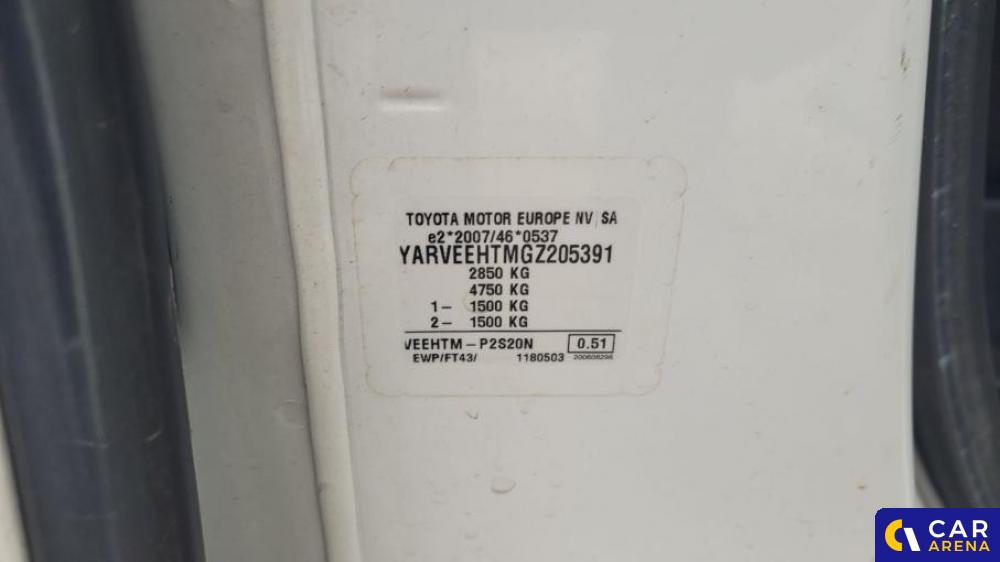 TOYOTA MOTOR EUROPE NV/SA
e2*2007/46*0537
YARVEEHTMGZ205391
2850 KG
4750 KG
1- 1500 KG
2- 1500 KG
VEEHTM-P2S20N 0.51
EWP/FT43/ 1180503 200608296
CAR
ARENA